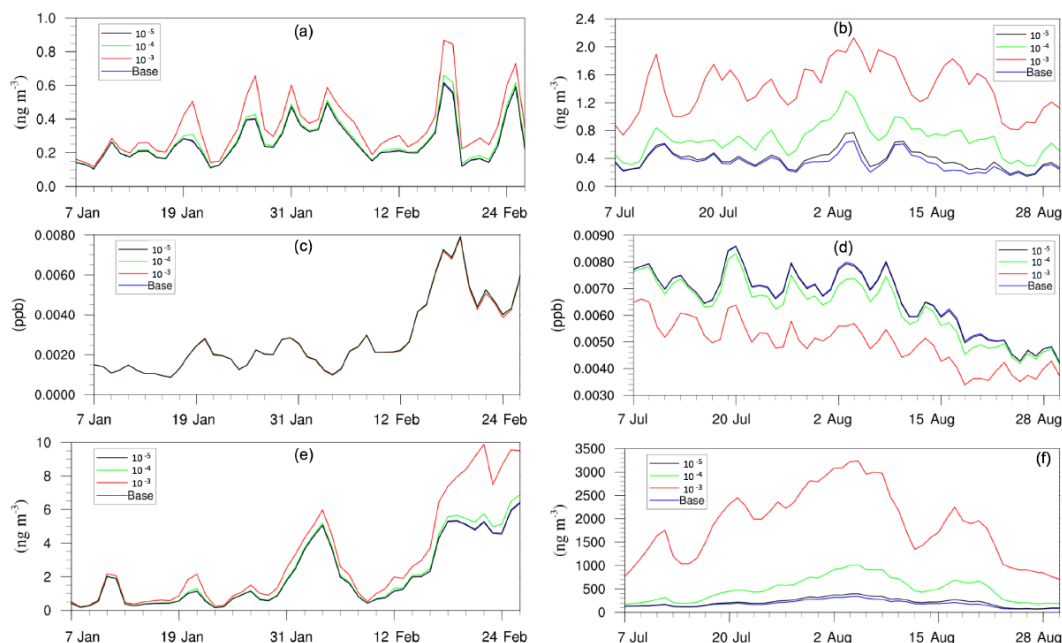 (a)
10⁻⁵
10⁻⁴
10⁻³
Base
(ng m⁻³)
1.0
0.8
0.6
0.4
0.2
0.0
7 Jan 19 Jan 31 Jan 12 Feb 24 Feb
(b)
10⁻⁵
10⁻⁴
10⁻³
Base
(ng m⁻³)
2.4
2.0
1.6
1.2
0.8
0.4
0.0
7 Jul 20 Jul 2 Aug 15 Aug 28 Aug
(c)
10⁻⁵
10⁻⁴
10⁻³
Base
(ppb)
0.0080
0.0060
0.0040
0.0020
0.0000
7 Jan 19 Jan 31 Jan 12 Feb 24 Feb
(d)
10⁻⁵
10⁻⁴
10⁻³
Base
(ppb)
0.0090
0.0080
0.0070
0.0060
0.0050
0.0040
0.0030
7 Jul 20 Jul 2 Aug 15 Aug 28 Aug
(e)
10⁻⁵
10⁻⁴
10⁻³
Base
(ng m⁻³)
10
8
6
4
2
0
7 Jan 19 Jan 31 Jan 12 Feb 24 Feb
(f)
10⁻⁵
10⁻⁴
10⁻³
Base
(ng m⁻³)
3500
3000
2500
2000
1500
1000
500
0
7 Jul 20 Jul 2 Aug 15 Aug 28 Aug